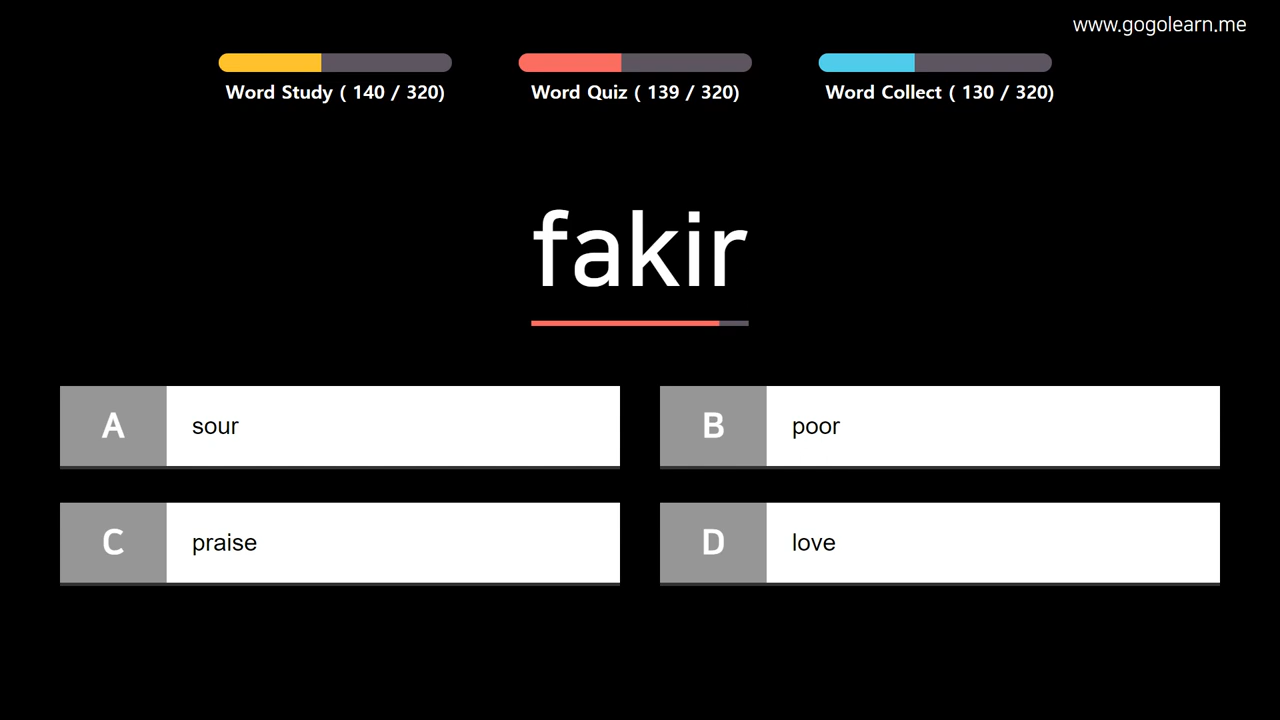 www.gogolearn.me
Word Study ( 140 / 320)
Word Quiz ( 139 / 320)
Word Collect ( 130 / 320)
fakir
A sour
B poor
C praise
D love